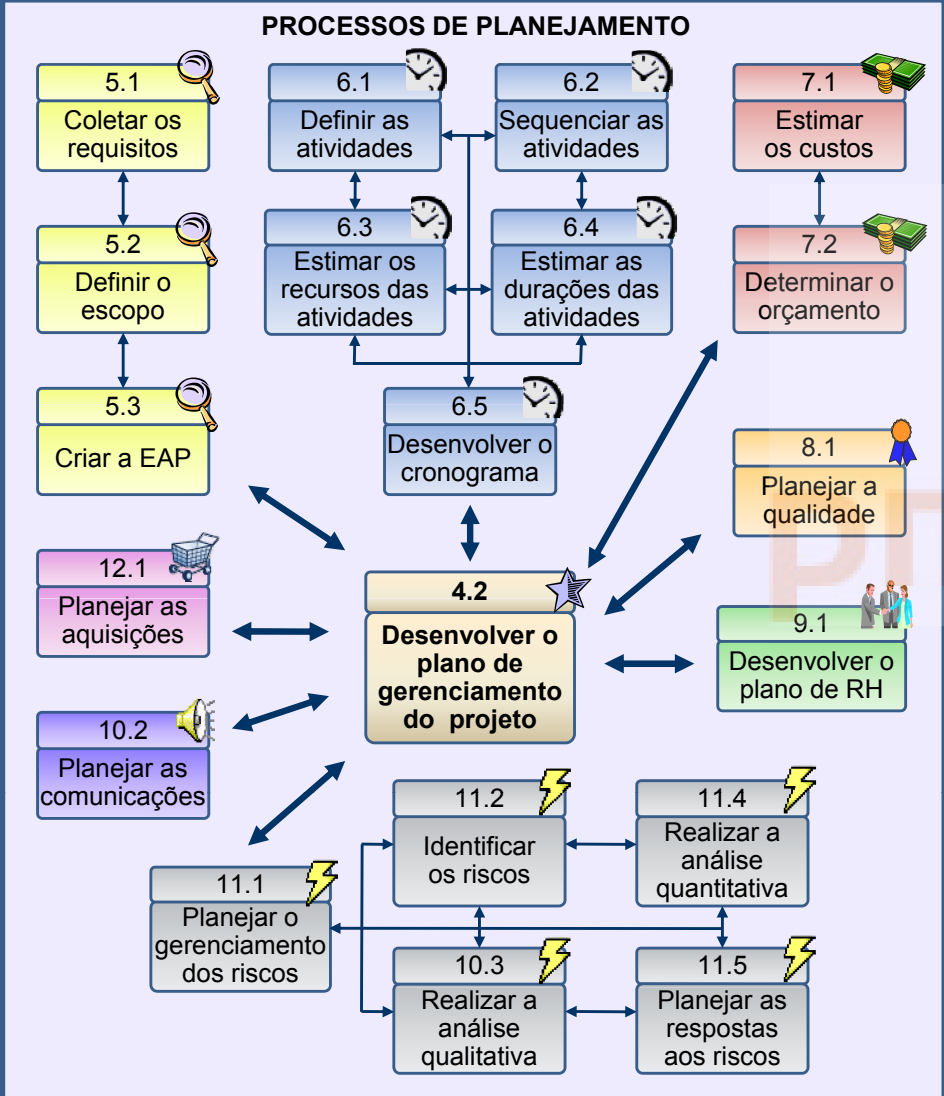 PROCESSOS DE PLANEJAMENTO
5.1
Coletar os
requisitos
5.2
Definir o
escopo
5.3
Criar a EAP
6.1
Definir as
atividades
6.2
Sequenciar as
atividades
6.3
Estimar os
recursos das
atividades
6.4
Estimar as
durações das
atividades
6.5
Desenvolver o
cronograma
7.1
Estimar
os custos
7.2
Determinar o
orçamento
8.1
Planejar a
qualidade
12.1
Planejar as
aquisições
4.2
Desenvolver o
plano de
gerenciamento
do projeto
9.1
Desenvolver o
plano de RH
10.2
Planejar as
comunicações
11.1
Planejar o
gerenciamento
dos riscos
11.2
Identificar
os riscos
11.4
Realizar a
análise
quantitativa
10.3
Realizar a
análise
qualitativa
11.5
Planejar as
respostas
aos riscos